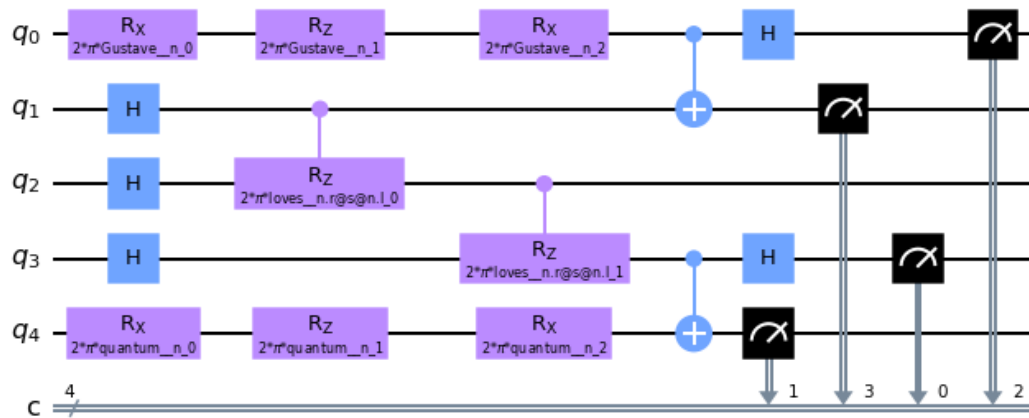 q0 RX RZ RX H
2*π*Gustave__n_0 2*π*Gustave__n_1 2*π*Gustave__n_2
q1 H
q2 H RZ
2*π*loves__n.r@s@n.l_0
q3 H RZ H
2*π*loves__n.r@s@n.l_1
q4 RX RZ RX
2*π*quantum__n_0 2*π*quantum__n_1 2*π*quantum__n_2
4 1 3 0 2
c